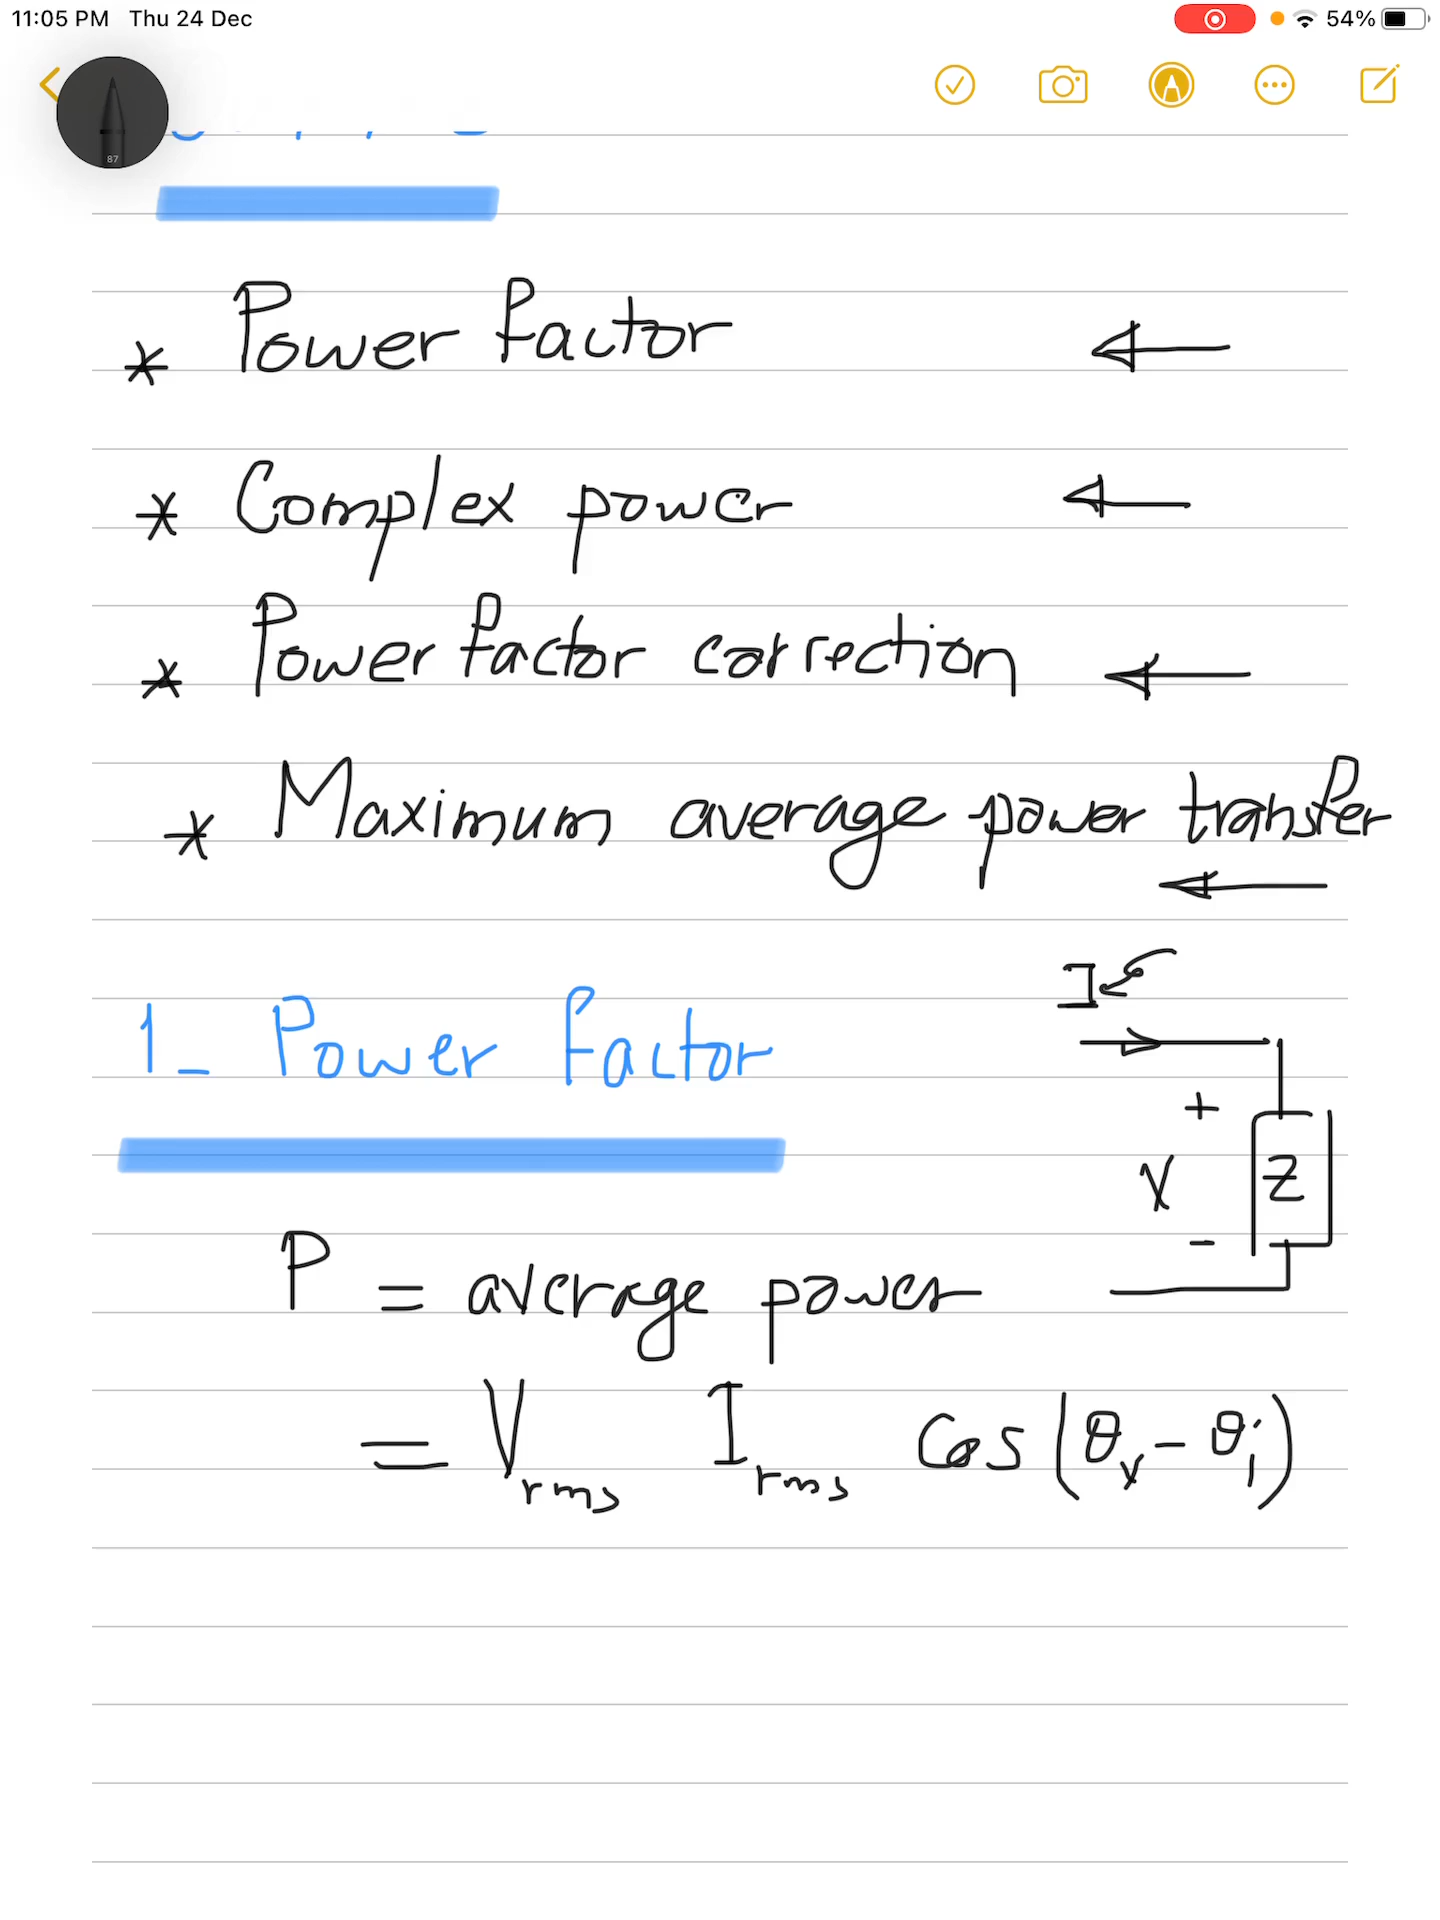 11:05 PM Thu 24 Dec 54%
87
* Power factor
* Complex power
* Power factor correction
* Maximum average power transfer
I
1_ Power factor
+
V Z
-
P = average power
= Vrms Irms Cos(θv - θi)